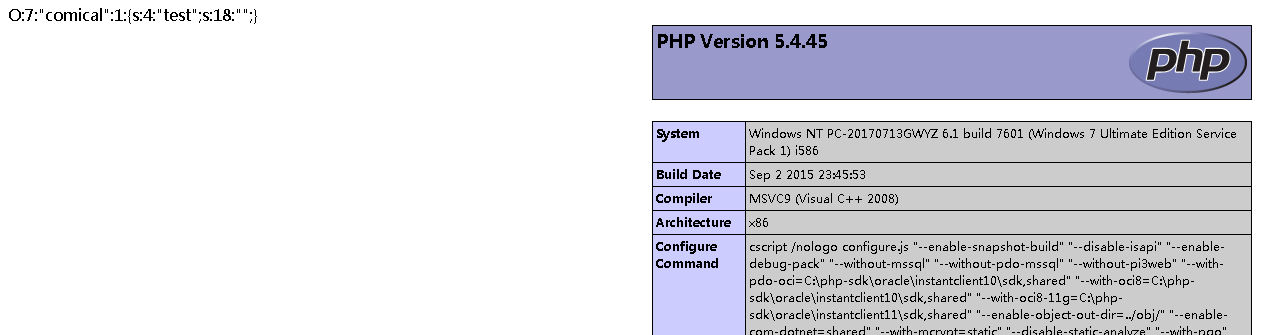 O:7:"comical":1:{s:4:"test";s:18:"";}
PHP Version 5.4.45
php
System
Windows NT PC-20170713GWYZ 6.1 build 7601 (Windows 7 Ultimate Edition Service
Pack 1) i586
Build Date
Sep 2 2015 23:45:53
Compiler
MSVC9 (Visual C++ 2008)
Architecture
x86
Configure
Command
cscript /nologo configure.js "--enable-snapshot-build" "--disable-isapi" "--enable-
debug-pack" "--without-mssql" "--without-pdo-mssql" "--without-pi3web" "--with-
pdo-oci=C:\php-sdk\oracle\instantclient10\sdk,shared" "--with-oci8=C:\php-
sdk\oracle\instantclient10\sdk,shared" "--with-oci8-11g=C:\php-
sdk\oracle\instantclient11\sdk,shared" "--enable-object-out-dir=../obj/" "--enable-
com-dotnet=shared" "--with-mcrypt=static" "--disable-static-analyze" "--with-pgo"